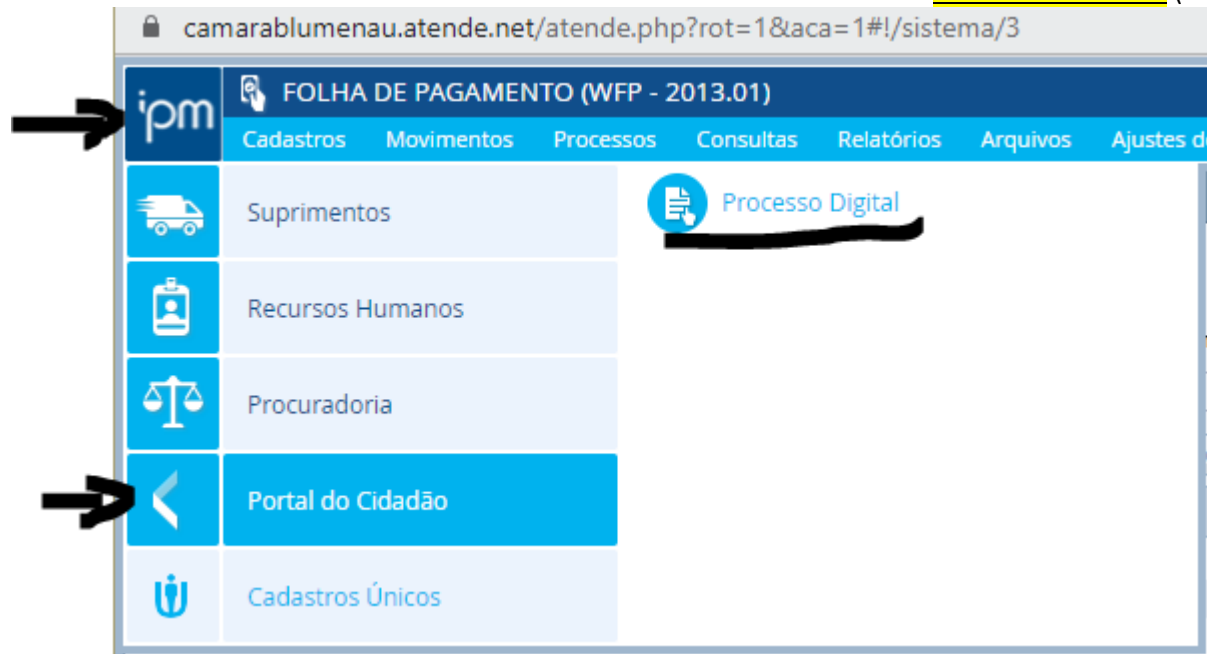 camarablumenau.atende.net/atende.php?rot=1&aca=1#!/sistema/3
ipm
FOLHA DE PAGAMENTO (WFP - 2013.01)
Cadastros Movimentos Processos Consultas Relatórios Arquivos Ajustes d
Suprimentos
Processo Digital
Recursos Humanos
Procuradoria
Portal do Cidadão
Cadastros Únicos